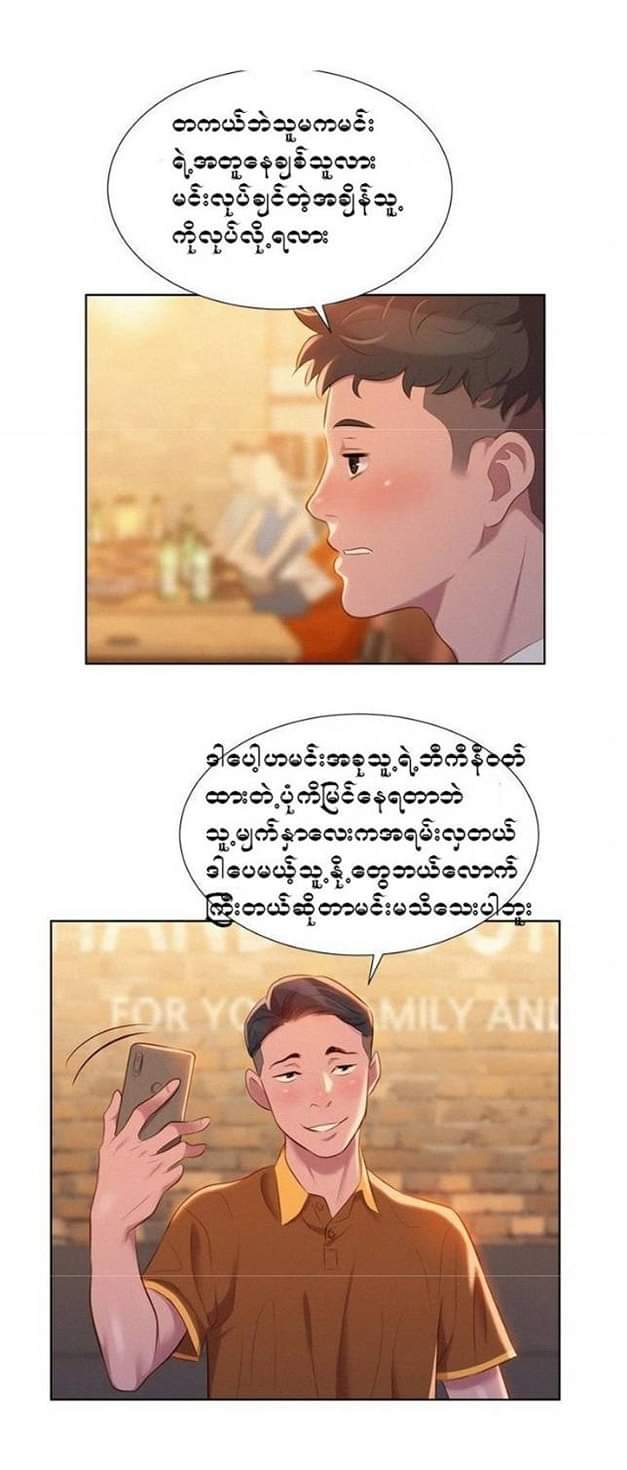 တကယ်ဘဲသူမကမင်း
ရဲ့အတူနေချစ်သူလား
မင်းလုပ်ချင်တဲ့အချိန်သူ့
ကိုလုပ်လို့ရလား
ဒါပေါ့ဟမင်းအခုသူ့ရဲ့ဘီကီနီဝတ်
ထားတဲ့ပုံကိမြင်နေရတာဘဲ
သူ့မျက်နှာလေးကအရမ်းလှတယ်
ဒါပေမယ့်သူ့နို့တွေဘယ်လောက်
ကြီးတယ်ဆိုတာမင်းမသိသေးပါဘူး
FOR YO MILY AND